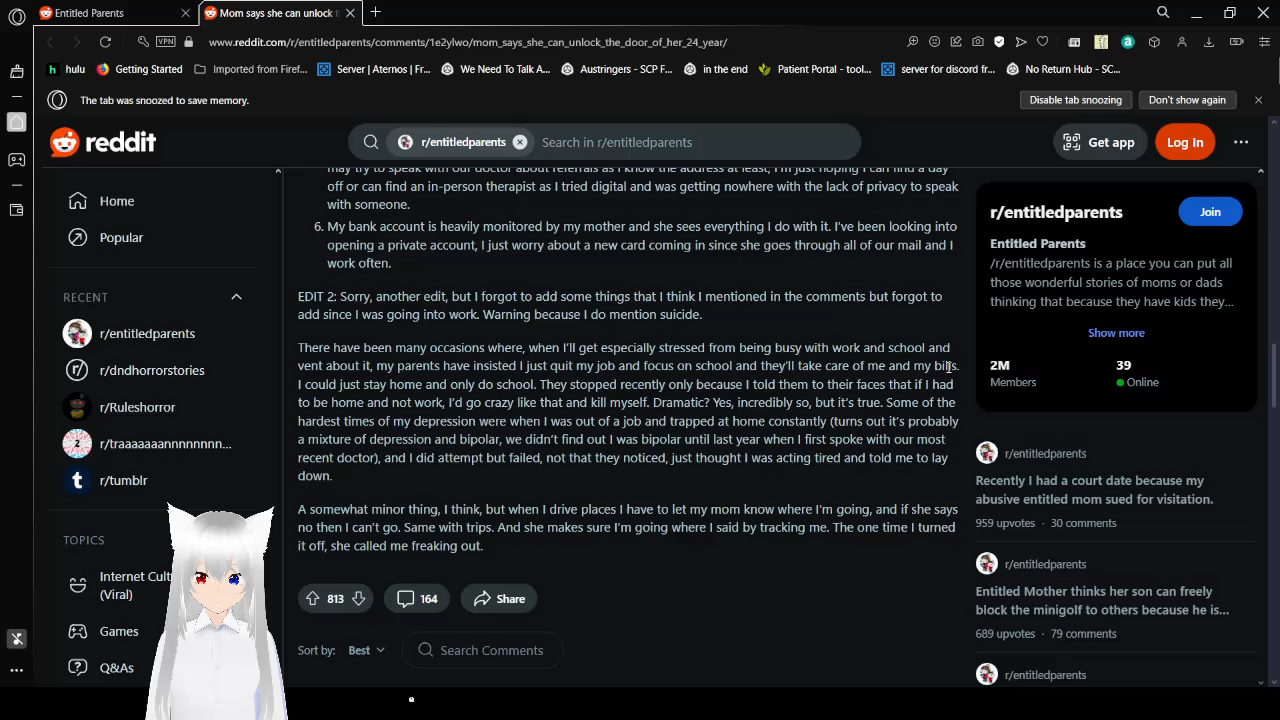 Entitled Parents
Mom says she can unlock t
VPN
www.reddit.com/r/entitledparents/comments/1e2ylwo/mom_says_she_can_unlock_the_door_of_her_24_year/
hulu
Getting Started
Imported from Firef...
Server | Aternos | Fr...
We Need To Talk A...
Austringers - SCP F...
in the end
Patient Portal - tool...
server for discord fr...
No Return Hub - SC...
The tab was snoozed to save memory.
Disable tab snoozing
Don't show again
reddit
r/entitledparents
Search in r/entitledparents
Get app
Log In
Home
Popular
RECENT
r/entitledparents
r/dndhorrorstories
r/Ruleshorror
r/traaaaaaannnnnnnn...
r/tumblr
TOPICS
Internet Cult
(Viral)
Games
Q&As
may try to speak with our doctor about referrals as I know the address at least, I'm just hoping I can find a day
off or can find an in-person therapist as I tried digital and was getting nowhere with the lack of privacy to speak
with someone.
6. My bank account is heavily monitored by my mother and she sees everything I do with it. I've been looking into
opening a private account, I just worry about a new card coming in since she goes through all of our mail and I
work often.
EDIT 2: Sorry, another edit, but I forgot to add some things that I think I mentioned in the comments but forgot to
add since I was going into work. Warning because I do mention suicide.
There have been many occasions where, when I'll get especially stressed from being busy with work and school and
vent about it, my parents have insisted I just quit my job and focus on school and they'll take care of me and my bills.
I could just stay home and only do school. They stopped recently only because I told them to their faces that if I had
to be home and not work, I'd go crazy like that and kill myself. Dramatic? Yes, incredibly so, but it's true. Some of the
hardest times of my depression were when I was out of a job and trapped at home constantly (turns out it's probably
a mixture of depression and bipolar, we didn't find out I was bipolar until last year when I first spoke with our most
recent doctor), and I did attempt but failed, not that they noticed, just thought I was acting tired and told me to lay
down.
A somewhat minor thing, I think, but when I drive places I have to let my mom know where I'm going, and if she says
no then I can't go. Same with trips. And she makes sure I'm going where I said by tracking me. The one time I turned
it off, she called me freaking out.
813
164
Share
Sort by:
Best
Search Comments
r/entitledparents
Join
Entitled Parents
/r/entitledparents is a place you can put all
those wonderful stories of moms or dads
thinking that because they have kids they...
Show more
2M
39
Members
Online
r/entitledparents
Recently I had a court date because my
abusive entitled mom sued for visitation.
959 upvotes · 30 comments
r/entitledparents
Entitled Mother thinks her son can freely
block the minigolf to others because he is...
689 upvotes · 79 comments
r/entitledparents